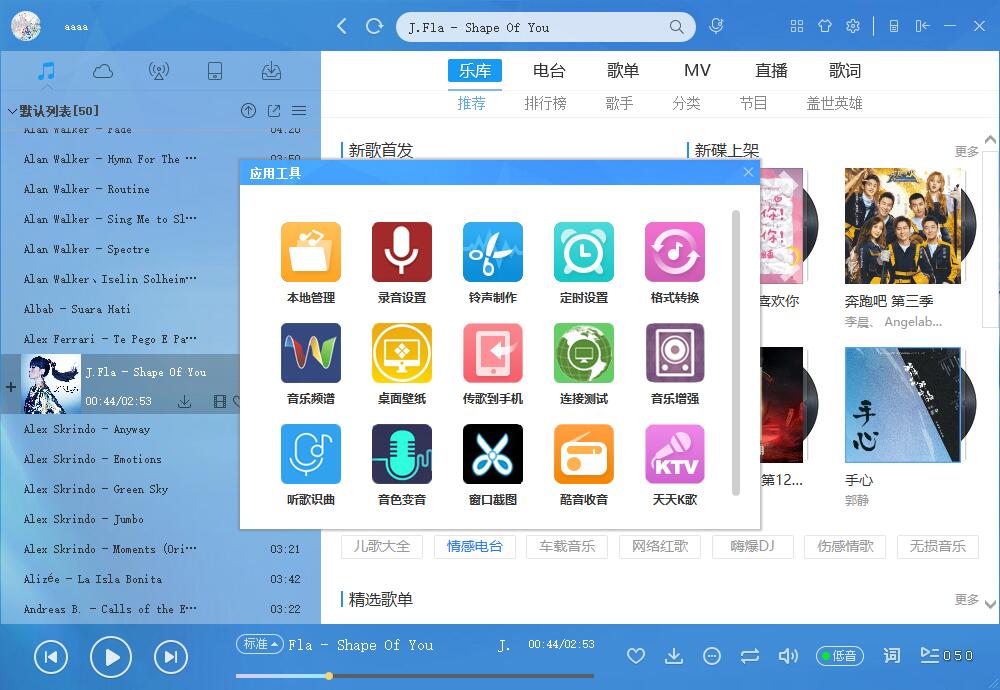 aaaa
J.Fla - Shape Of You
乐库 电台 歌单 MV 直播 歌词
推荐 排行榜 歌手 分类 节目 盖世英雄
默认列表[50]
Alan Walker - Fade 04:20
Alan Walker - Hymn For The ··· 03:50
Alan Walker - Routine
Alan Walker - Sing Me to Sl···
Alan Walker - Spectre
Alan Walker、Iselin Solheim···
Albab - Suara Hati
Alex Ferrari - Te Pego E Pa···
J.Fla - Shape Of You
00:44/02:53
Alex Skrindo - Anyway
Alex Skrindo - Emotions
Alex Skrindo - Green Sky
Alex Skrindo - Jumbo
Alex Skrindo - Moments (Ori··· 03:21
Alizée - La Isla Bonita 03:42
Andreas B. - Calls of the E··· 03:22
新歌首发
新碟上架 更多
应用工具
本地管理 录音设置 铃声制作 定时设置 格式转换
音乐频谱 桌面壁纸 传歌到手机 连接测试 音乐增强
KTV
听歌识曲 音色变音 窗口截图 酷音收音 天天K歌
你!
喜欢你
奔跑吧 第三季
李晨、 Angelab...
手心
第12...
手心
郭静
儿歌大全 情感电台 车载音乐 网络红歌 嗨爆DJ 伤感情歌 无损音乐
精选歌单 更多
标准 Fla - Shape Of You J. 00:44/02:53
低音 词 050